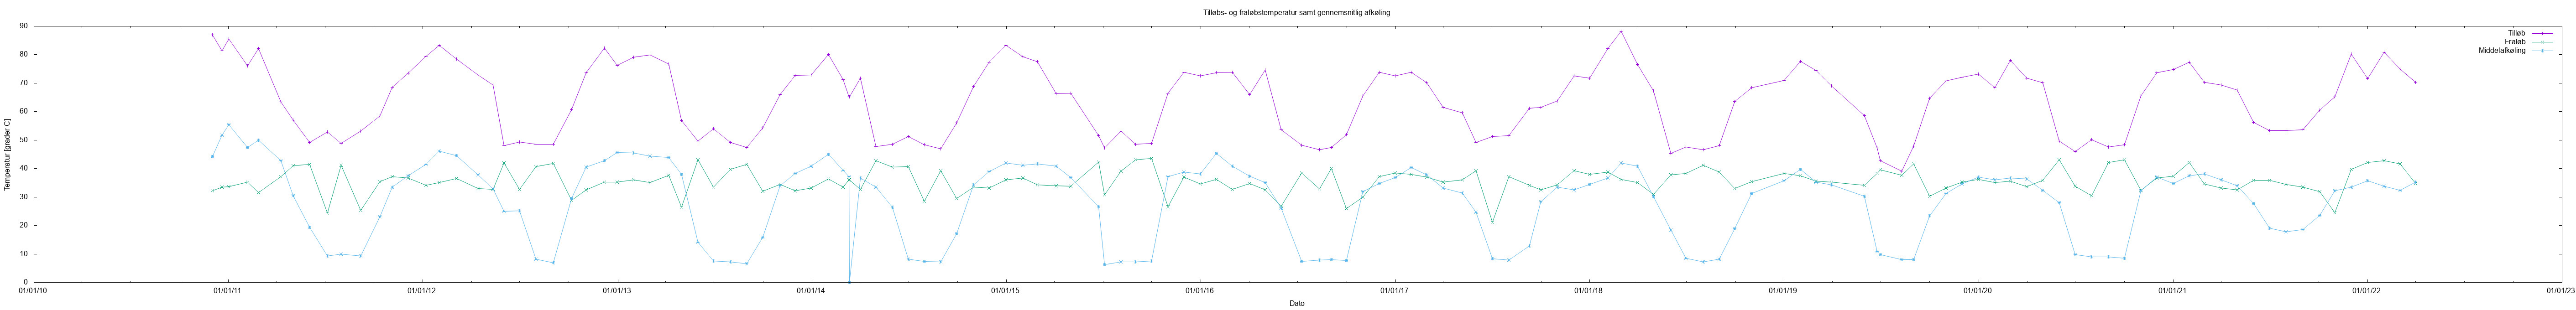 Tilløbs- og fraløbstemperatur samt gennemsnitlig afkøling
90
80
70
60
50
40
30
20
10
0
Temperatur [grader C]
Tilløb
Fraløb
Middelafkøling
01/01/10 01/01/11 01/01/12 01/01/13 01/01/14 01/01/15 01/01/16 01/01/17 01/01/18 01/01/19 01/01/20 01/01/21 01/01/22 01/01/23
Dato